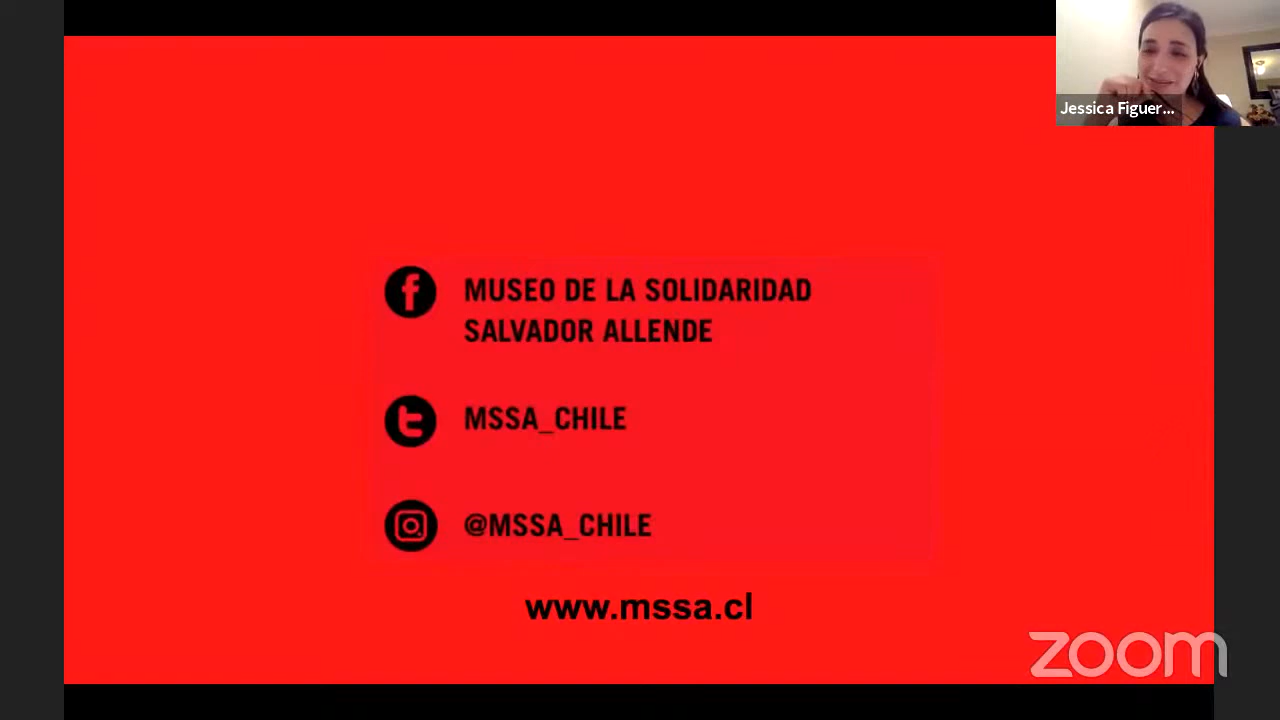 Jessica Figuer...
MUSEO DE LA SOLIDARIDAD
SALVADOR ALLENDE
MSSA_CHILE
@MSSA_CHILE
www.mssa.cl
zoom